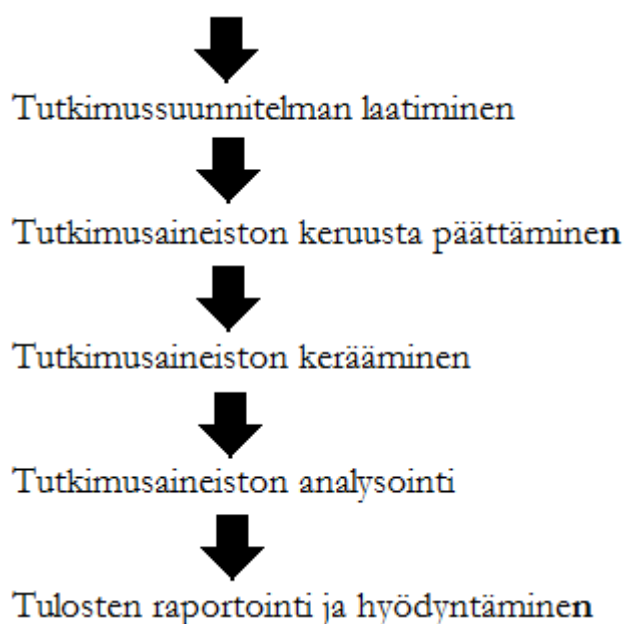 Tutkimussuunnitelman laatiminen
Tutkimusaineiston keruusta päättäminen
Tutkimusaineiston kerääminen
Tutkimusaineiston analysointi
Tulosten raportointi ja hyödyntäminen